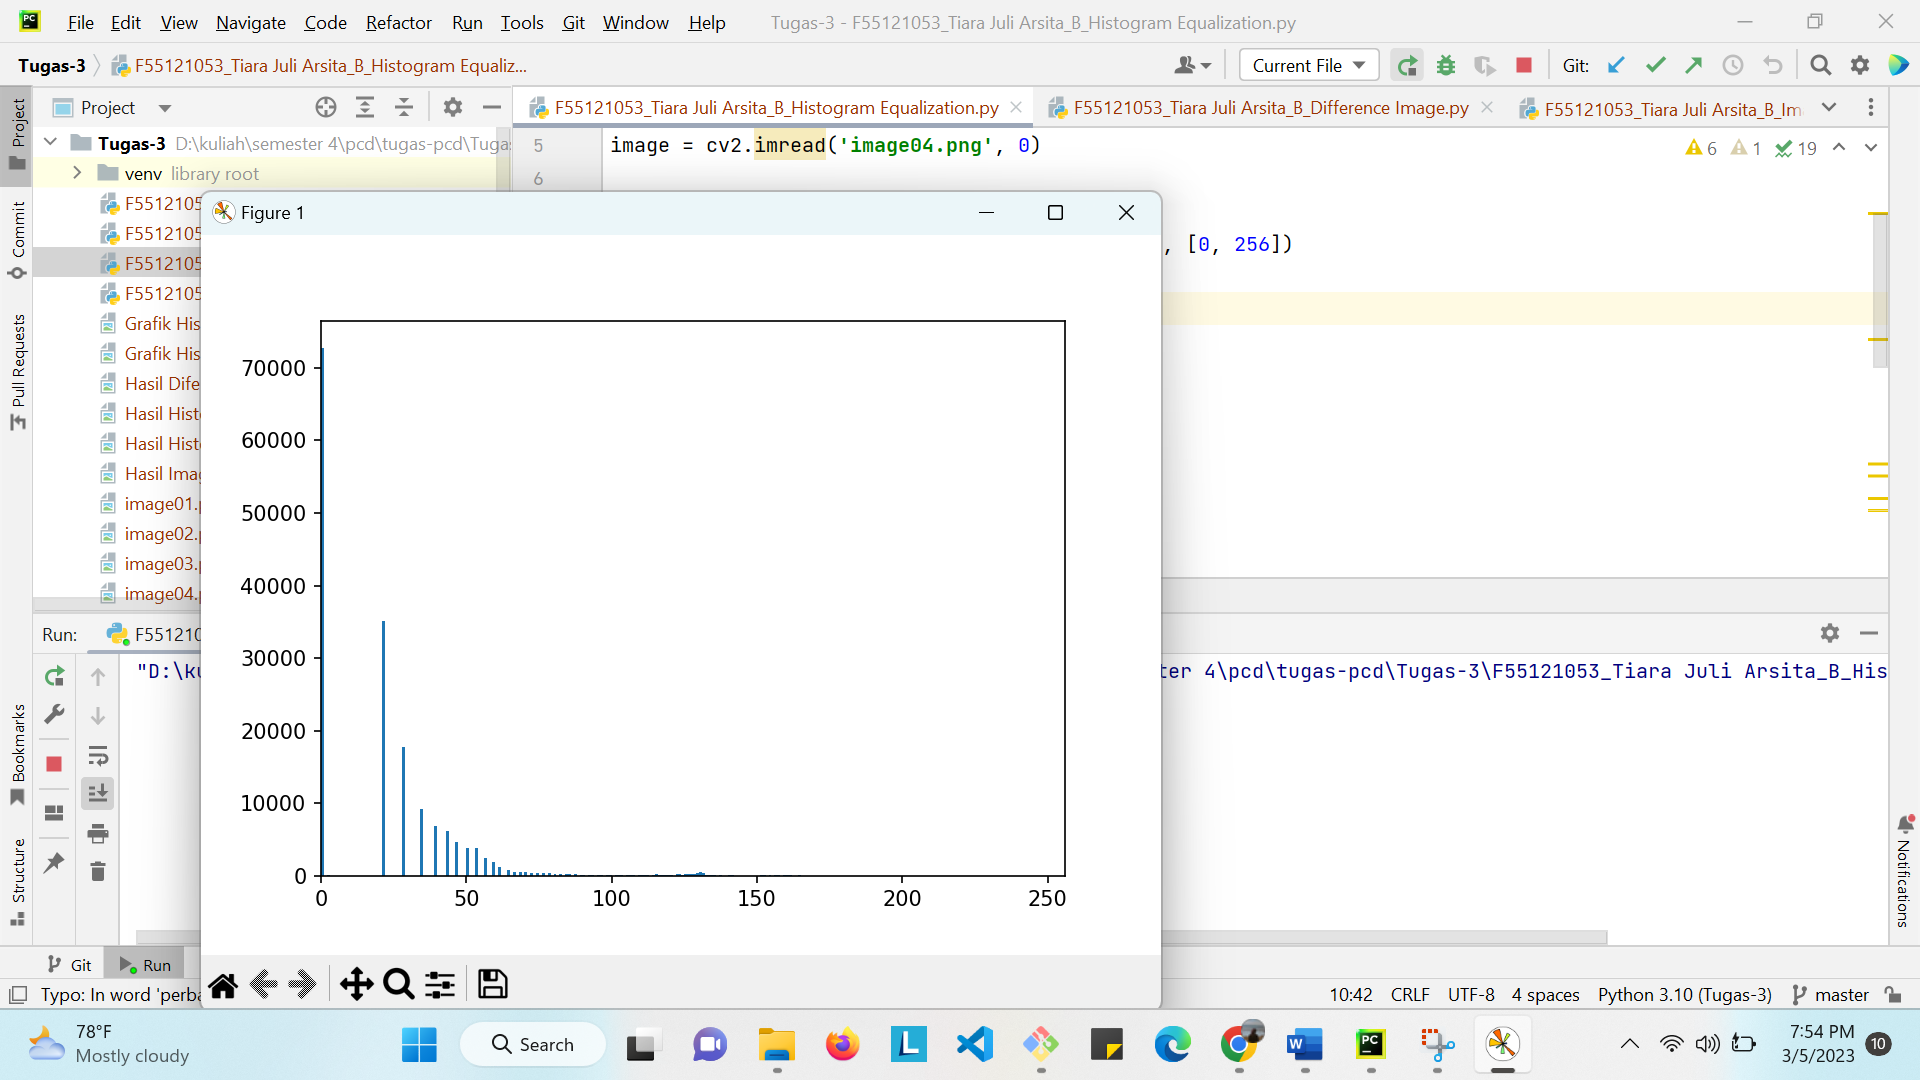 File Edit View Navigate Code Refactor Run Tools Git Window Help Tugas-3 - F55121053_Tiara Juli Arsita_B_Histogram Equalization.py
Tugas-3 F55121053_Tiara Juli Arsita_B_Histogram Equaliz... Current File Git:
Project F55121053_Tiara Juli Arsita_B_Histogram Equalization.py F55121053_Tiara Juli Arsita_B_Difference Image.py F55121053_Tiara Juli Arsita_B_Im
Project
Commit
Pull Requests
Bookmarks
Structure
Notifications
Tugas-3 D:\kuliah\semester 4\pcd\tugas-pcd\Tuga
venv library root
F5512105
F5512105
F5512105
F5512105
Grafik His
Grafik His
Hasil Dife
Hasil Hist
Hasil Hist
Hasil Ima
image01.
image02.
image03.
image04.
5 image = cv2.imread('image04.png', 0)
6
6 1 19
, [0, 256])
Figure 1
70000
60000
50000
40000
30000
20000
10000
0
0 50 100 150 200 250
Run: F55121
"D:\ku
ter 4\pcd\tugas-pcd\Tugas-3\F55121053_Tiara Juli Arsita_B_His
Git Run
Typo: In word 'perba
10:42 CRLF UTF-8 4 spaces Python 3.10 (Tugas-3) master
78°F
Mostly cloudy
Search
7:54 PM
3/5/2023
10